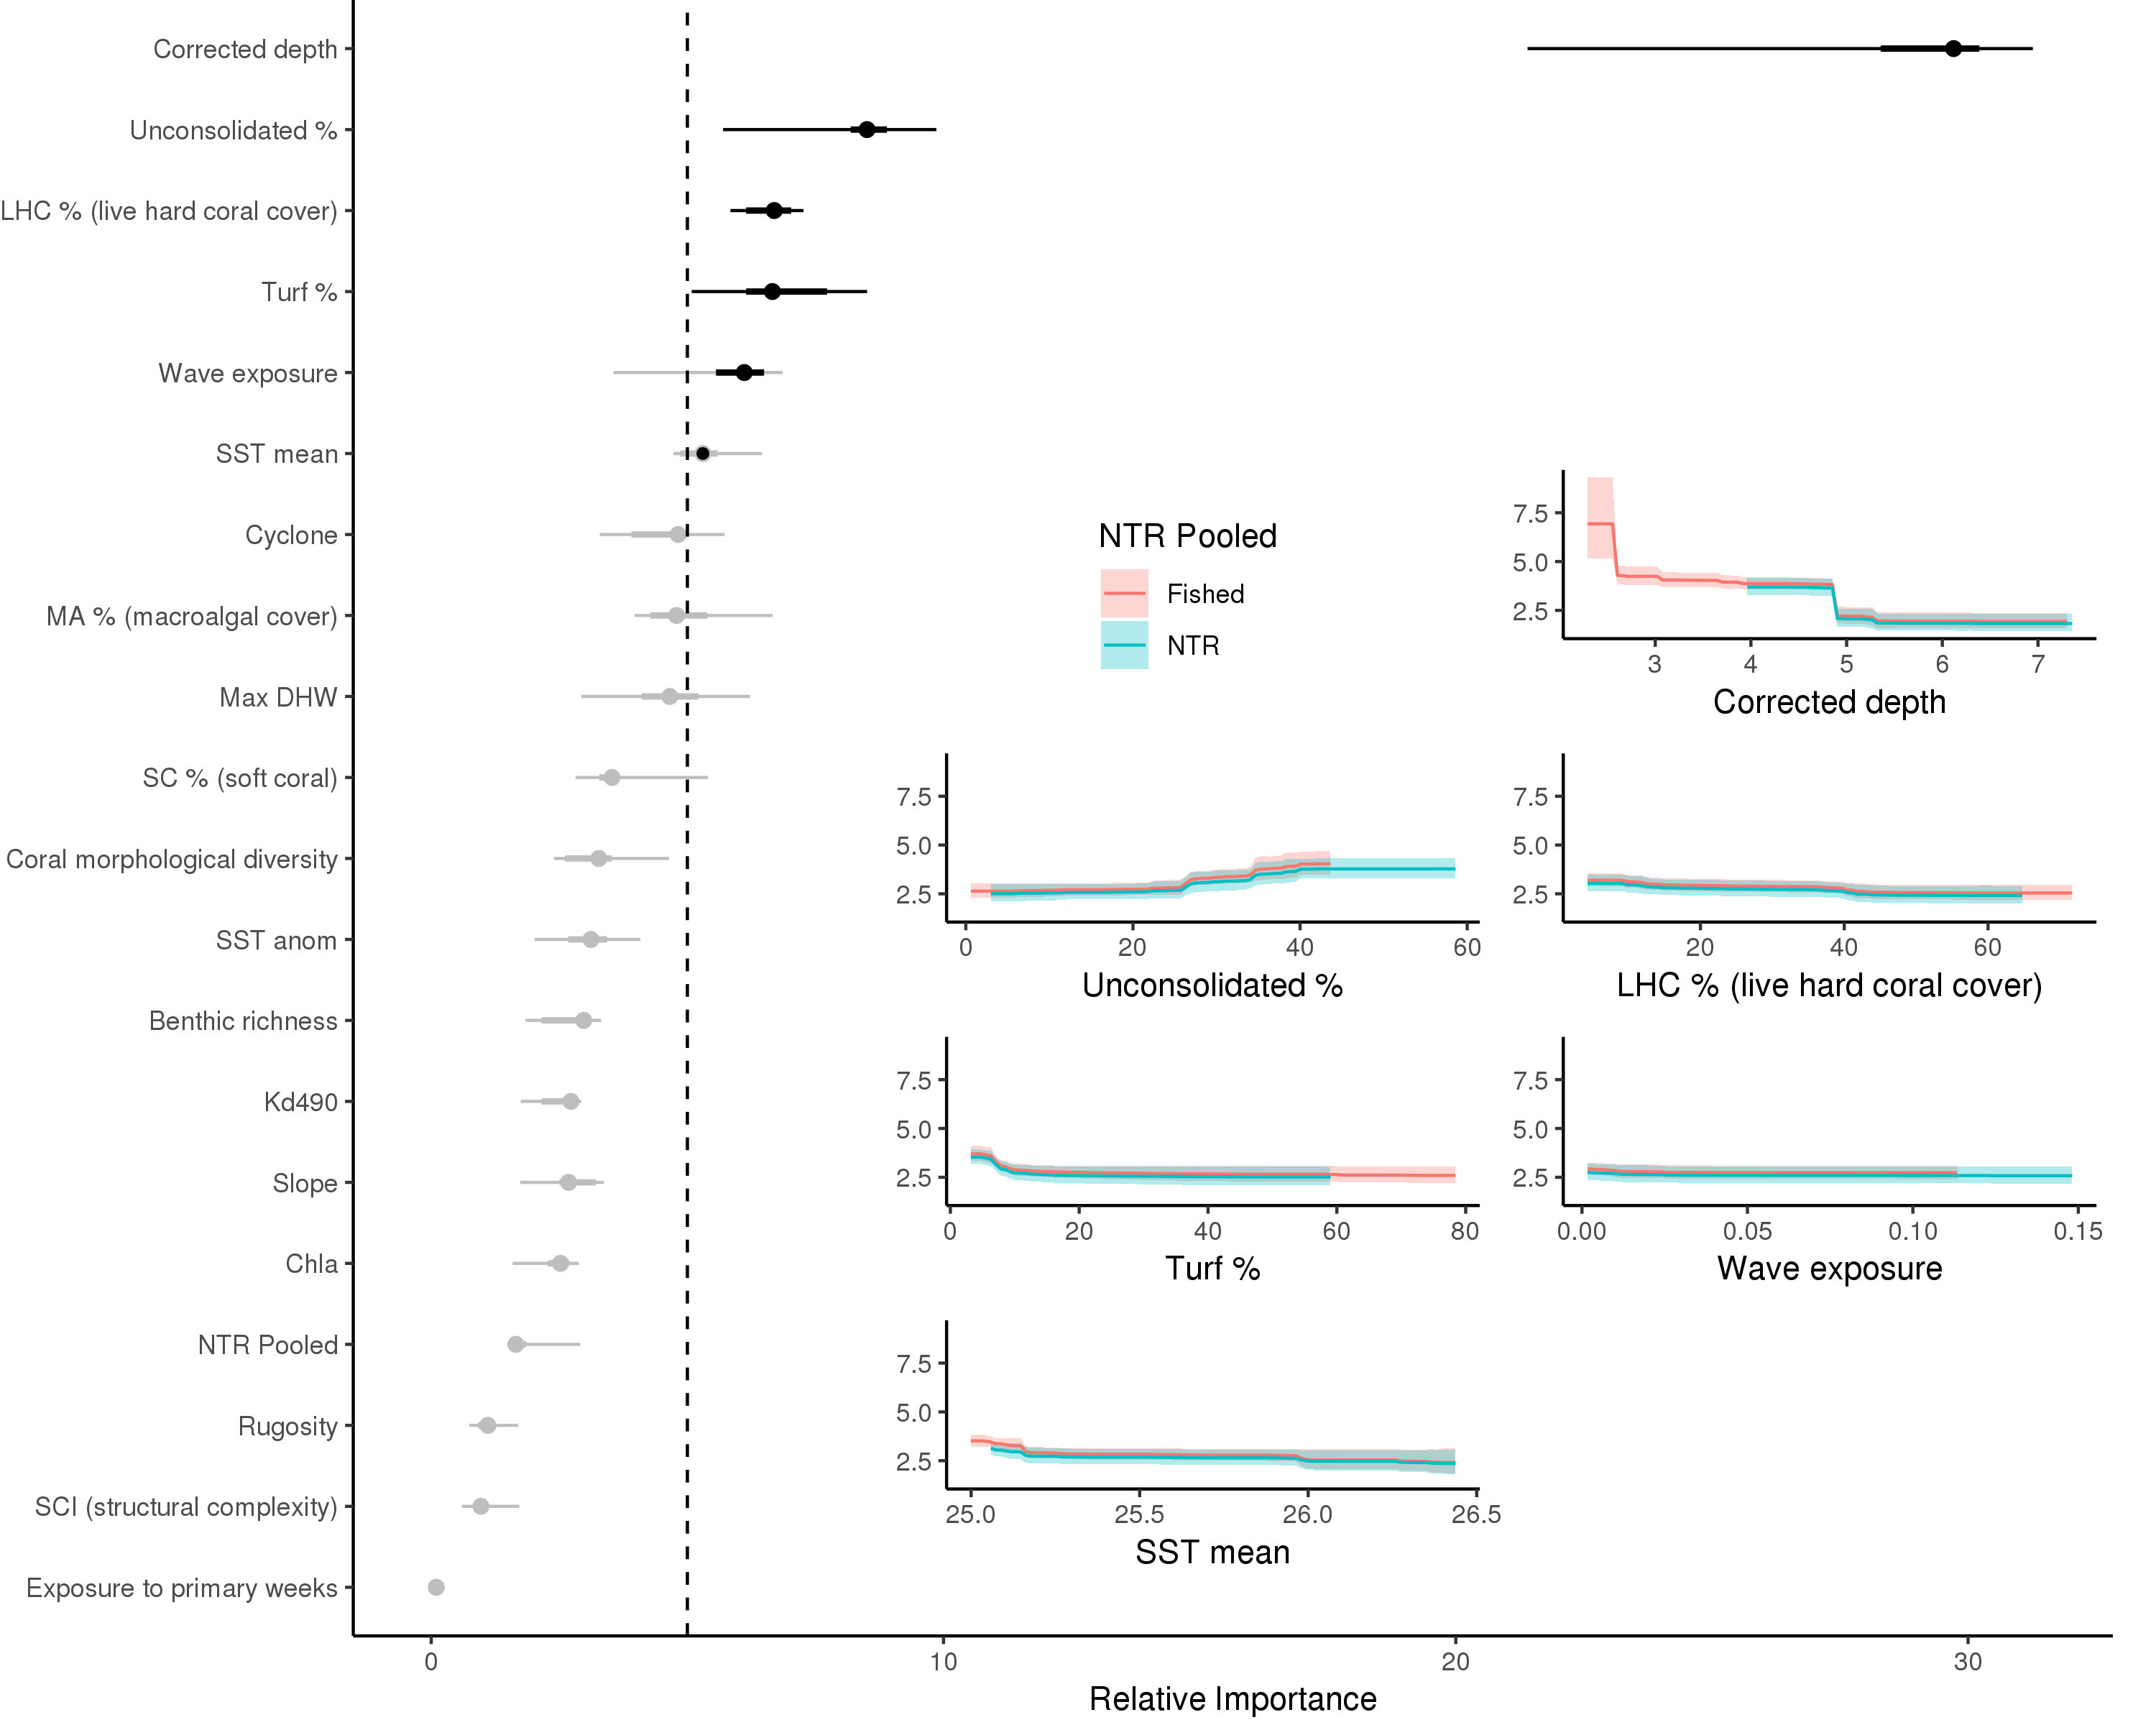 Corrected depth
Unconsolidated %
LHC % (live hard coral cover)
Turf %
Wave exposure
SST mean
Cyclone
MA % (macroalgal cover)
Max DHW
SC % (soft coral)
Coral morphological diversity
SST anom
Benthic richness
Kd490
Slope
Chla
NTR Pooled
Rugosity
SCI (structural complexity)
Exposure to primary weeks
0 10 20 30
Relative Importance
NTR Pooled
Fished
NTR
7.5
5.0
2.5
3 4 5 6 7
Corrected depth
7.5
5.0
2.5
0 20 40 60
Unconsolidated %
7.5
5.0
2.5
20 40 60
LHC % (live hard coral cover)
7.5
5.0
2.5
0 20 40 60 80
Turf %
7.5
5.0
2.5
0.00 0.05 0.10 0.15
Wave exposure
7.5
5.0
2.5
25.0 25.5 26.0 26.5
SST mean